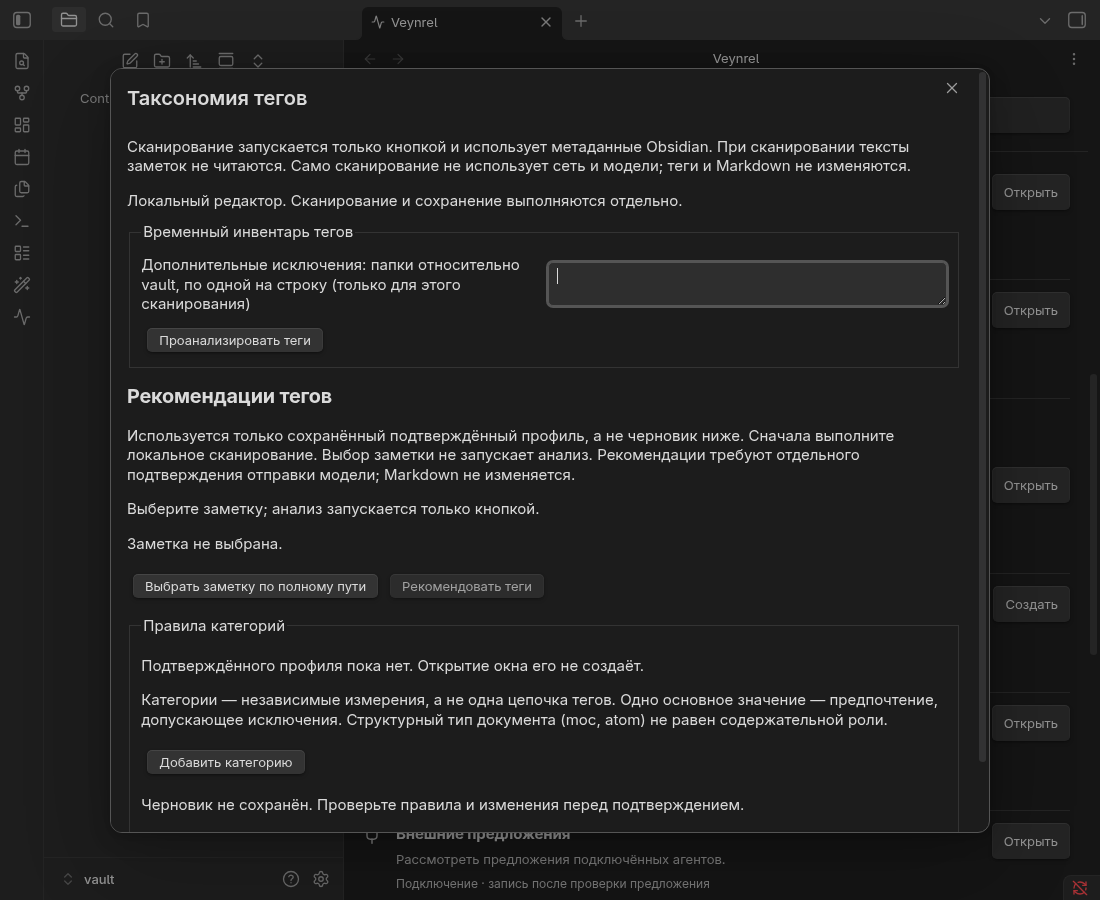 Veynrel
Veynrel
Cont
Таксономия тегов
Сканирование запускается только кнопкой и использует метаданные Obsidian. При сканировании тексты
заметок не читаются. Само сканирование не использует сеть и модели; теги и Markdown не изменяются.
Локальный редактор. Сканирование и сохранение выполняются отдельно.
Временный инвентарь тегов
Дополнительные исключения: папки относительно
vault, по одной на строку (только для этого
сканирования)
Проанализировать теги
Рекомендации тегов
Используется только сохранённый подтверждённый профиль, а не черновик ниже. Сначала выполните
локальное сканирование. Выбор заметки не запускает анализ. Рекомендации требуют отдельного
подтверждения отправки модели; Markdown не изменяется.
Выберите заметку; анализ запускается только кнопкой.
Заметка не выбрана.
Выбрать заметку по полному пути
Рекомендовать теги
Правила категорий
Подтверждённого профиля пока нет. Открытие окна его не создаёт.
Категории — независимые измерения, а не одна цепочка тегов. Одно основное значение — предпочтение,
допускающее исключения. Структурный тип документа (moc, atom) не равен содержательной роли.
Добавить категорию
Черновик не сохранён. Проверьте правила и изменения перед подтверждением.
Открыть
Открыть
Открыть
Создать
Открыть
Открыть
Внешние предложения
Рассмотреть предложения подключённых агентов.
Подключение · запись после проверки предложения
vault